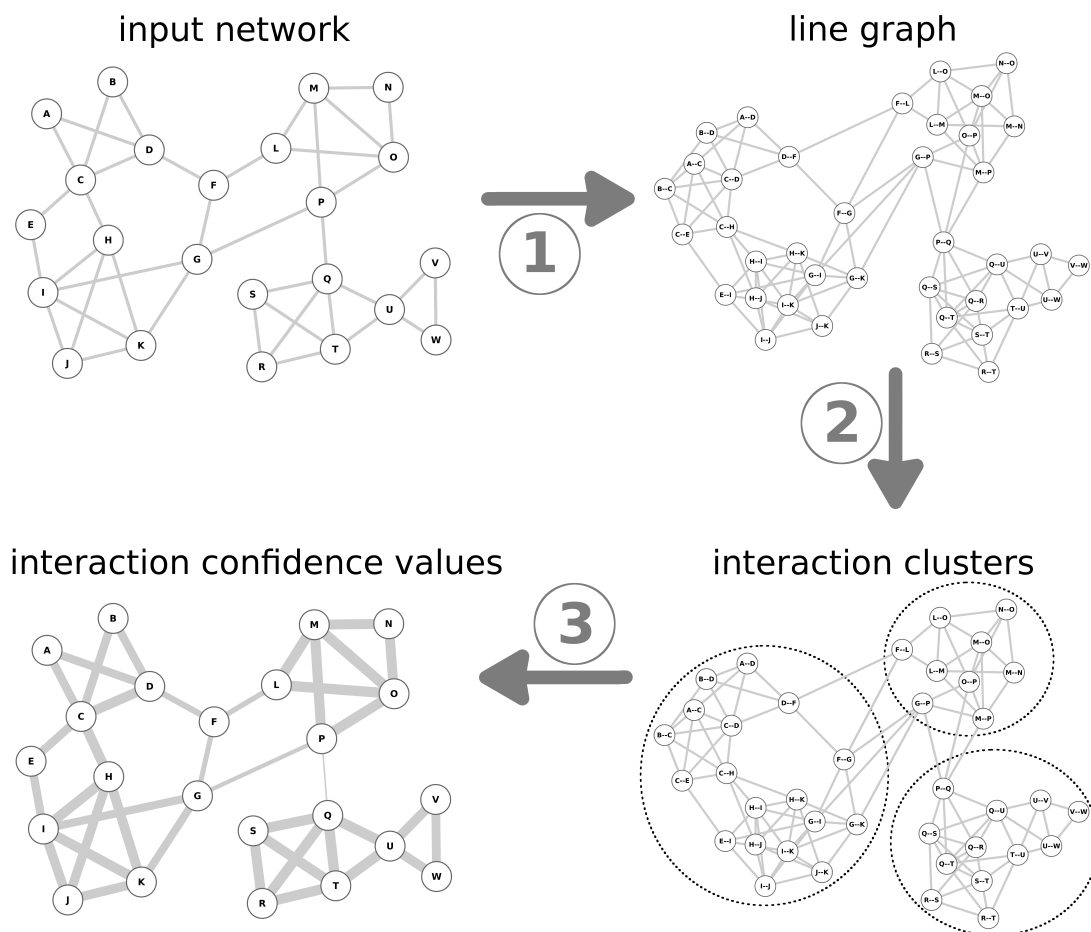 input network
line graph
B
A
D
C
E
H
I
J
K
F
G
L
M
N
O
P
Q
S
R
T
U
V
W
1
L--O
N--O
F--L
M--O
L--M
O--P
M--N
G--P
M--P
A--D
B--D
A--C
D--F
B--C
C--D
C--E
C--H
F--G
H--I
H--K
G--I
G--K
E--I
H--J
I--K
J--K
I--J
P--Q
Q--U
U--V
V--W
Q--S
Q--R
U--W
Q--T
T--U
S--T
R--S
R--T
2
interaction confidence values
3
interaction clusters
B
A
D
C
E
H
I
J
K
F
G
L
M
N
O
P
Q
S
R
T
U
V
W
L--O
N--O
F--L
M--O
L--M
O--P
M--N
G--P
M--P
A--D
B--D
A--C
D--F
B--C
C--D
C--E
C--H
F--G
H--I
H--K
G--I
G--K
E--I
H--J
I--K
J--K
I--J
P--Q
Q--U
U--V
V--W
Q--S
Q--R
U--W
Q--T
T--U
S--T
R--S
R--T